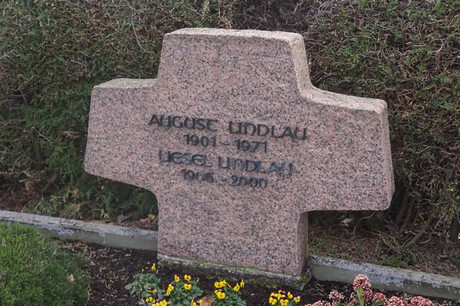 AUGUSE LINDLAU
1901 - 1971
LIESEL LINDLAU
1906 - 2000